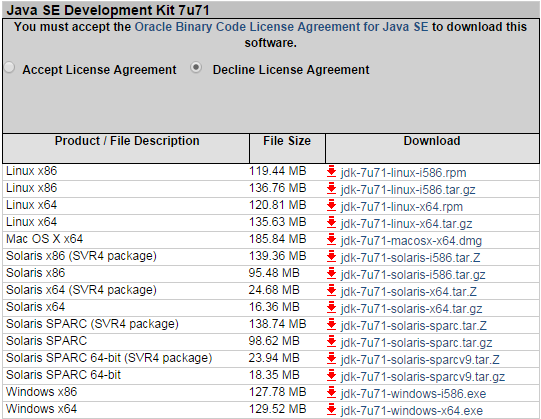 Java SE Development Kit 7u71
You must accept the Oracle Binary Code License Agreement for Java SE to download this
software.
Accept License Agreement Decline License Agreement
Product / File Description File Size Download
Linux x86 119.44 MB jdk-7u71-linux-i586.rpm
Linux x86 136.76 MB jdk-7u71-linux-i586.tar.gz
Linux x64 120.81 MB jdk-7u71-linux-x64.rpm
Linux x64 135.63 MB jdk-7u71-linux-x64.tar.gz
Mac OS X x64 185.84 MB jdk-7u71-macosx-x64.dmg
Solaris x86 (SVR4 package) 139.36 MB jdk-7u71-solaris-i586.tar.Z
Solaris x86 95.48 MB jdk-7u71-solaris-i586.tar.gz
Solaris x64 (SVR4 package) 24.68 MB jdk-7u71-solaris-x64.tar.Z
Solaris x64 16.36 MB jdk-7u71-solaris-x64.tar.gz
Solaris SPARC (SVR4 package) 138.74 MB jdk-7u71-solaris-sparc.tar.Z
Solaris SPARC 98.62 MB jdk-7u71-solaris-sparc.tar.gz
Solaris SPARC 64-bit (SVR4 package) 23.94 MB jdk-7u71-solaris-sparcv9.tar.Z
Solaris SPARC 64-bit 18.35 MB jdk-7u71-solaris-sparcv9.tar.gz
Windows x86 127.78 MB jdk-7u71-windows-i586.exe
Windows x64 129.52 MB jdk-7u71-windows-x64.exe